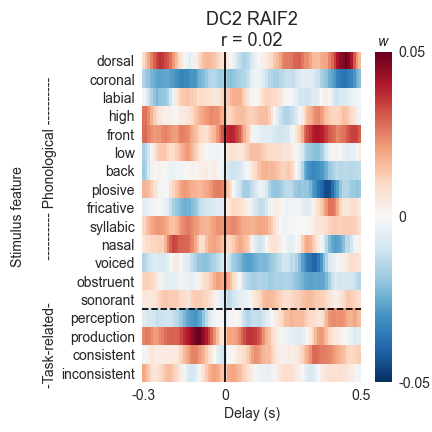 DC2 RAIF2
r = 0.02
w
dorsal
coronal
labial
high
front
low
back
plosive
fricative
syllabic
nasal
voiced
obstruent
sonorant
perception
production
consistent
inconsistent
Stimulus feature
-Task-related- ---------- Phonological ----------
0.05
0
-0.05
-0.3 0 0.5
Delay (s)